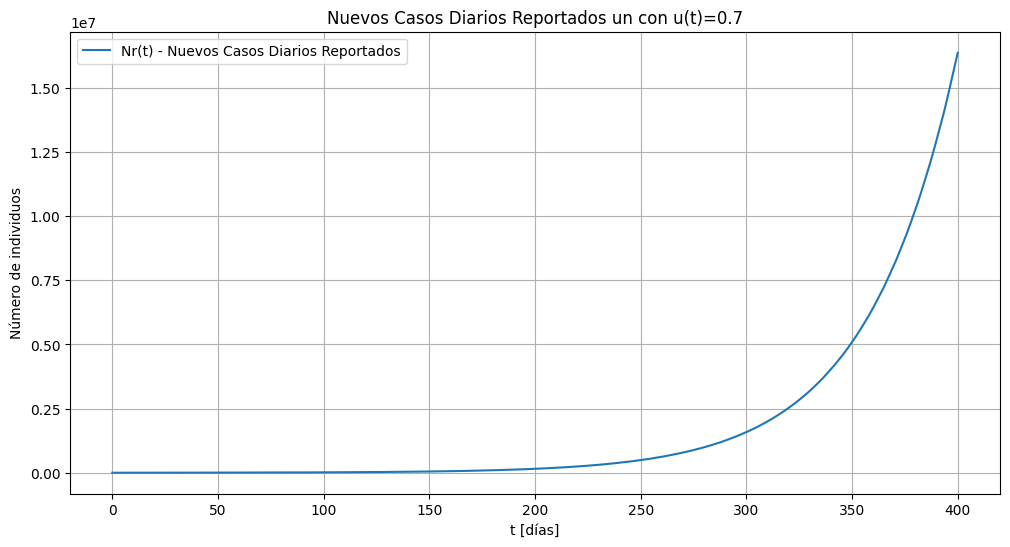 Nuevos Casos Diarios Reportados un con u(t)=0.7
1e7
Nr(t) - Nuevos Casos Diarios Reportados
1.50
1.25
1.00
0.75
0.50
0.25
0.00
Número de individuos
0 50 100 150 200 250 300 350 400
t [días]